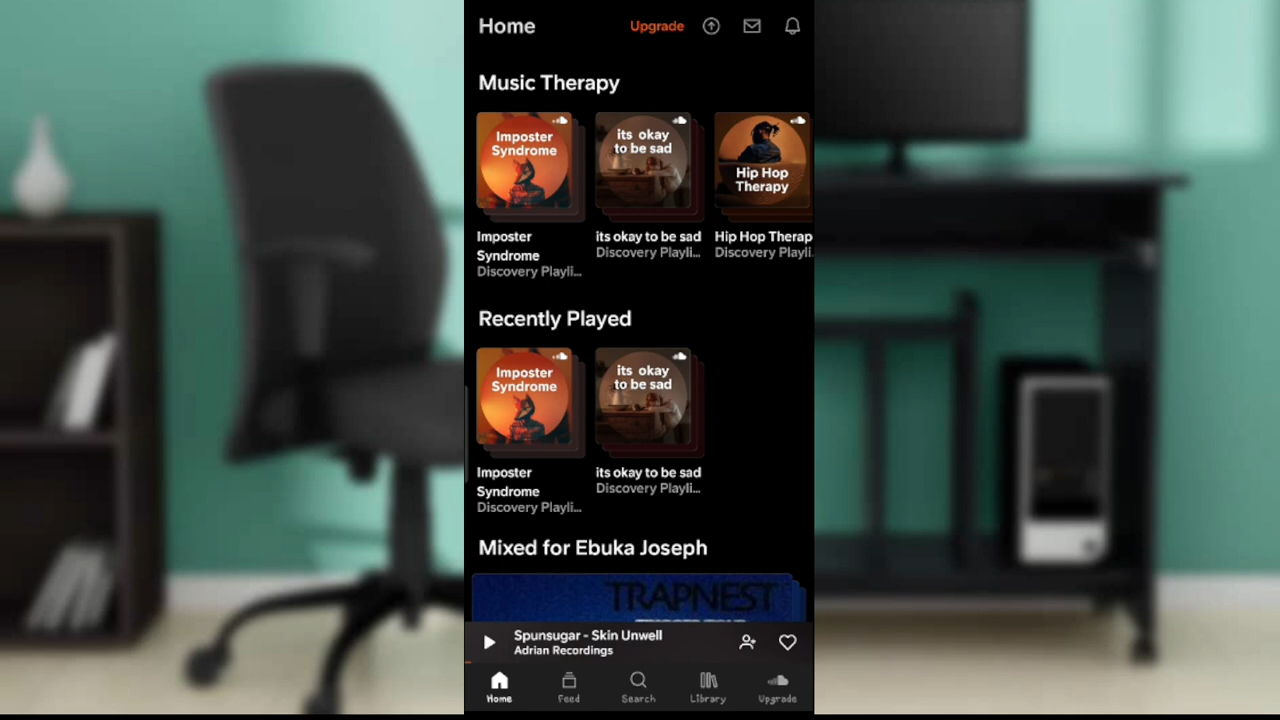 Home
Upgrade
Music Therapy
Imposter
Syndrome
its okay
to be sad
Hip Hop
Therapy
Imposter
Syndrome
Discovery Playli...
its okay to be sad
Discovery Playli...
Hip Hop Therap
Discovery Playli.
Recently Played
Imposter
Syndrome
its okay
to be sad
Imposter
Syndrome
Discovery Playli...
its okay to be sad
Discovery Playli...
Mixed for Ebuka Joseph
TRAPNEST
Spunsugar - Skin Unwell
Adrian Recordings
Home
Feed
Search
Library
Upgrade